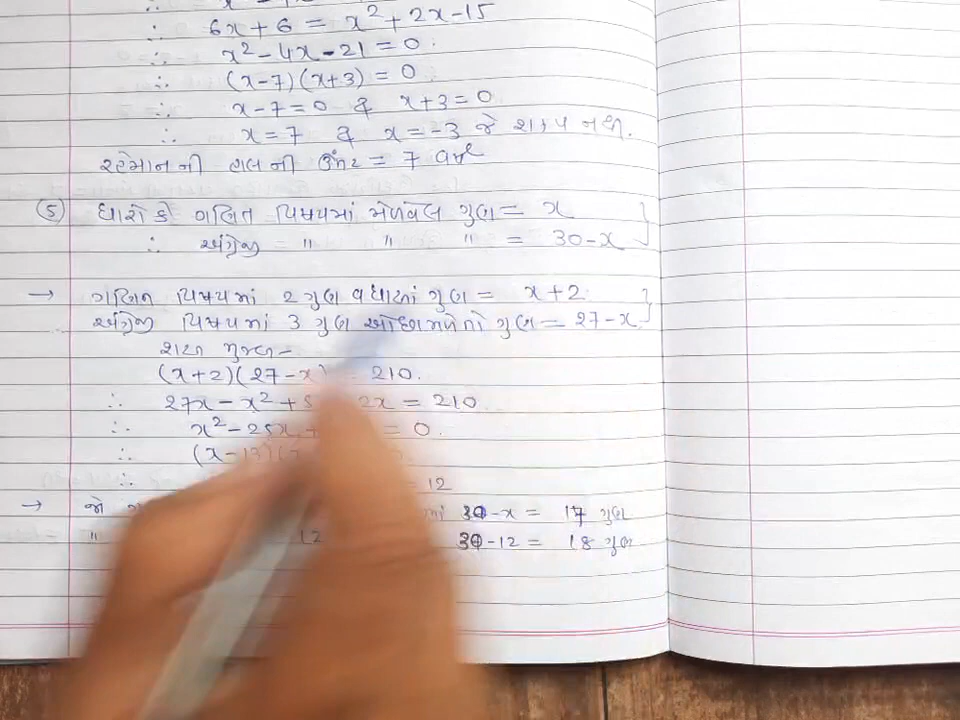 ∴ 6x + 6 = x² + 2x - 15
∴ x² - 4x - 21 = 0.
∴ (x-7)(x+3) = 0
∴ x-7 = 0 & x+3 = 0
∴ x = 7 & x = -3 જે શક્ય નથી.
રહેમાનની હાલની ઉંમર = 7 વર્ષ
(5) ધારો કે ગણિત વિષયમાં મેળવેલ ગુણ = x
∴ અંગ્રેજી " " " = 30-x
→ ગણિત વિષયમાં 2 ગુણ વધારતાં ગુણ = x+2.
અંગ્રેજી વિષયમાં 3 ગુણ ઓછા મળે તો ગુણ = 27-x.
શરત મુજબ-
(x+2)(27-x) = 210.
∴ 27x - x² + 2x = 210
∴ x² - 25x + = 0.
∴ (x-13)(x
∴ = 12
→ જો 30-x = 17 ગુણ
" 12 30-12 = 18 ગુણ